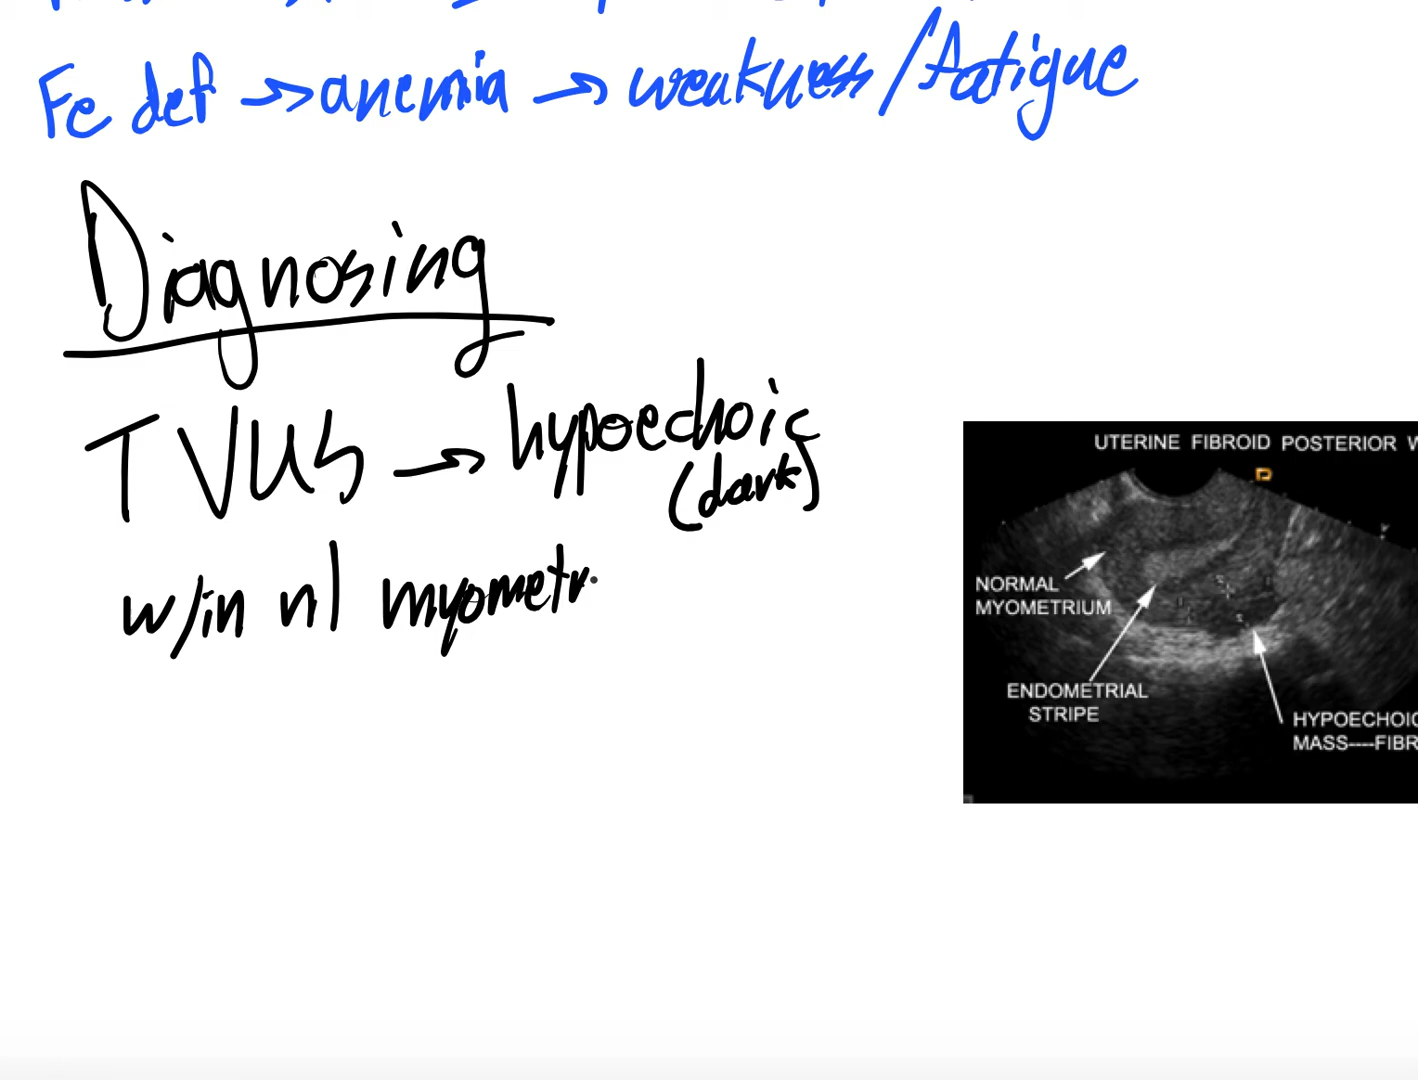 Fe def → anemia → weakness/fatigue
Diagnosing
TVUS → hypoechoic
(dark)
w/in nl myometr
UTERINE FIBROID POSTERIOR W
NORMAL
MYOMETRIUM
ENDOMETRIAL
STRIPE
HYPOECHOIC
MASS----FIBR